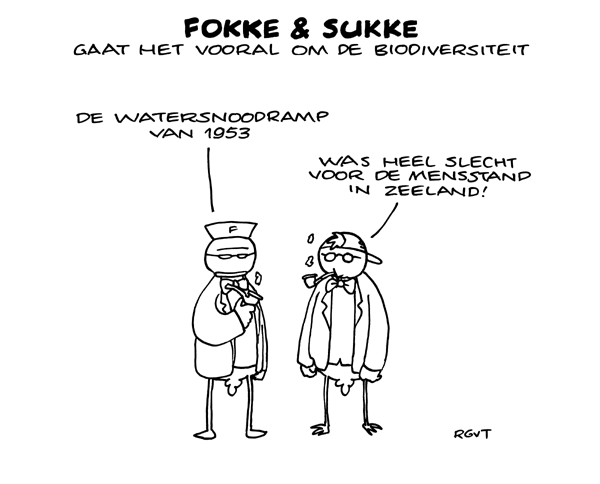 FOKKE & SUKKE
GAAT HET VOORAL OM DE BIODIVERSITEIT
DE WATERSNOODRAMP
VAN 1953
WAS HEEL SLECHT
VOOR DE MENSSTAND
IN ZEELAND!
F
RGvT